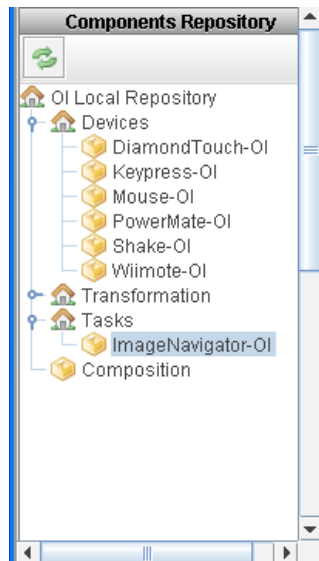 Components Repository
OI Local Repository
Devices
DiamondTouch-OI
Keypress-OI
Mouse-OI
PowerMate-OI
Shake-OI
Wiimote-OI
Transformation
Tasks
ImageNavigator-OI
Composition